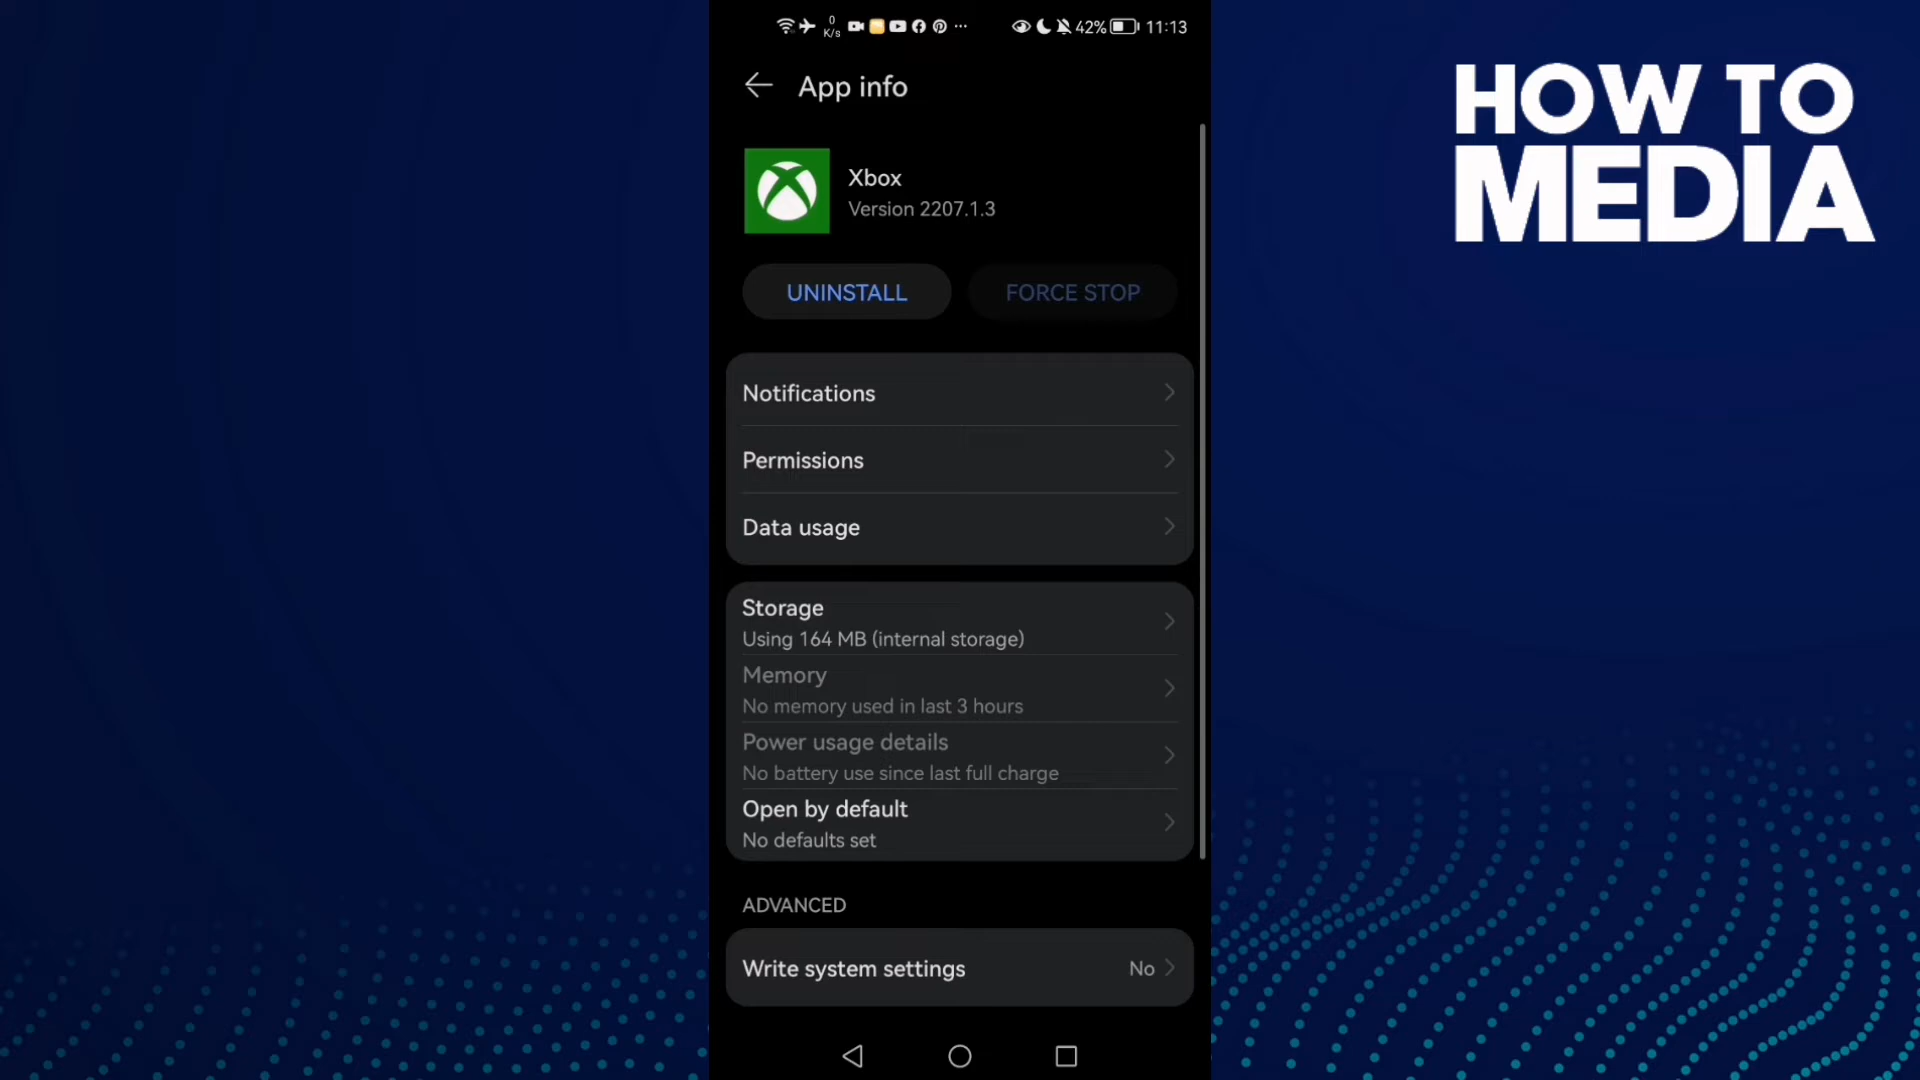 0
K/s
42%
11:13
App info
Xbox
Version 2207.1.3
UNINSTALL
FORCE STOP
Notifications
Permissions
Data usage
Storage
Using 164 MB (internal storage)
Memory
No memory used in last 3 hours
Power usage details
No battery use since last full charge
Open by default
No defaults set
ADVANCED
Write system settings
No
HOW TO
MEDIA